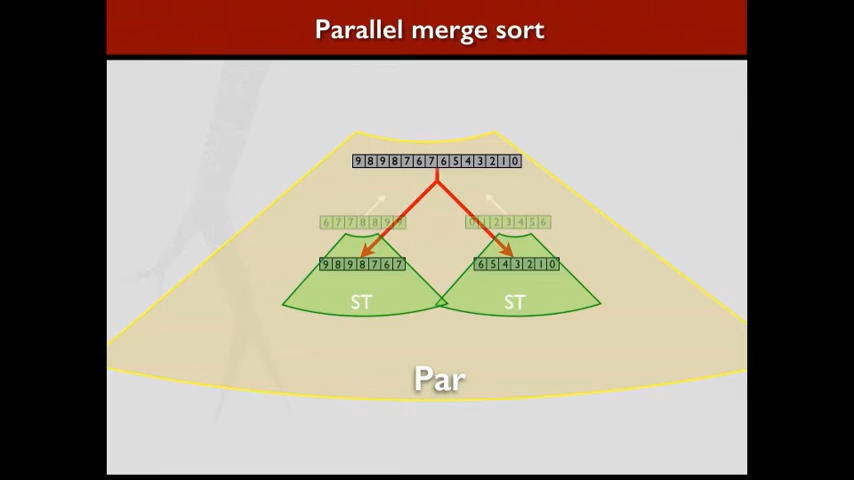 Parallel merge sort
9 8 9 8 7 6 7 6 5 4 3 2 1 0
6 7 7 8 8 9 9 0 1 2 3 4 5 6
9 8 9 8 7 6 7 6 5 4 3 2 1 0
ST ST
Par